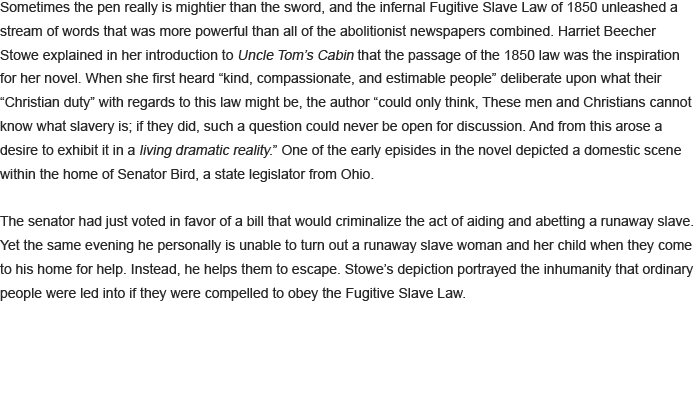 Sometimes the pen really is mightier than the sword, and the infernal Fugitive Slave Law of 1850 unleashed a
stream of words that was more powerful than all of the abolitionist newspapers combined. Harriet Beecher
Stowe explained in her introduction to Uncle Tom’s Cabin that the passage of the 1850 law was the inspiration
for her novel. When she first heard “kind, compassionate, and estimable people” deliberate upon what their
“Christian duty” with regards to this law might be, the author “could only think, These men and Christians cannot
know what slavery is; if they did, such a question could never be open for discussion. And from this arose a
desire to exhibit it in a living dramatic reality.” One of the early episides in the novel depicted a domestic scene
within the home of Senator Bird, a state legislator from Ohio.

The senator had just voted in favor of a bill that would criminalize the act of aiding and abetting a runaway slave.
Yet the same evening he personally is unable to turn out a runaway slave woman and her child when they come
to his home for help. Instead, he helps them to escape. Stowe’s depiction portrayed the inhumanity that ordinary
people were led into if they were compelled to obey the Fugitive Slave Law.